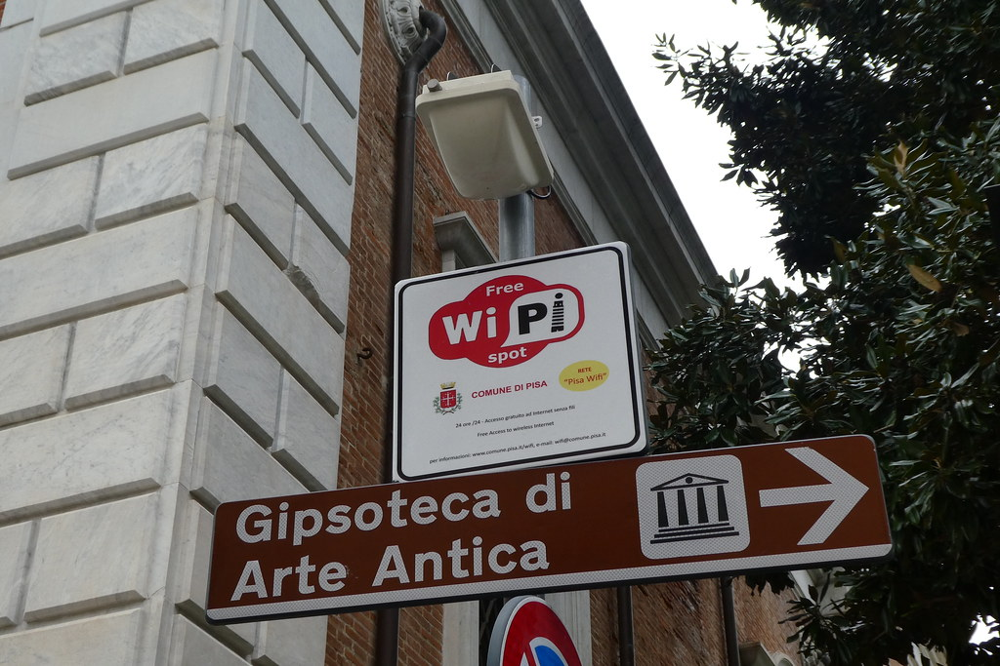 Free
WiPi
spot
COMUNE DI PISA
RETE
"Pisa Wifi"
24 ore /24 - Accesso gratuito ad Internet senza fili
Free Access to wireless Internet
per informazioni: www.comune.pisa.it/wifi; e-mail: wifi@comune.pisa.it
Gipsoteca di
Arte Antica